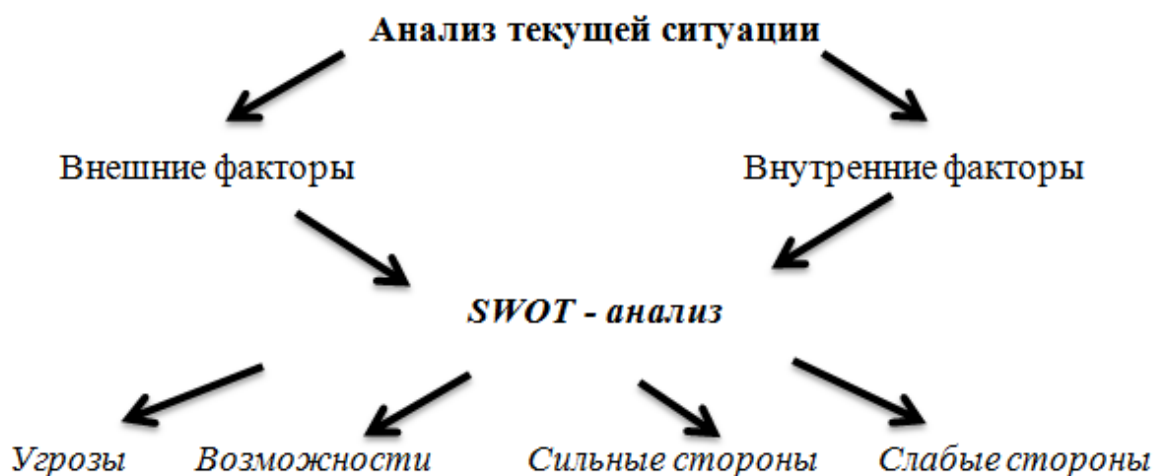 Анализ текущей ситуации
Внешние факторы
Внутренние факторы
SWOT - анализ
Угрозы
Возможности
Сильные стороны
Слабые стороны